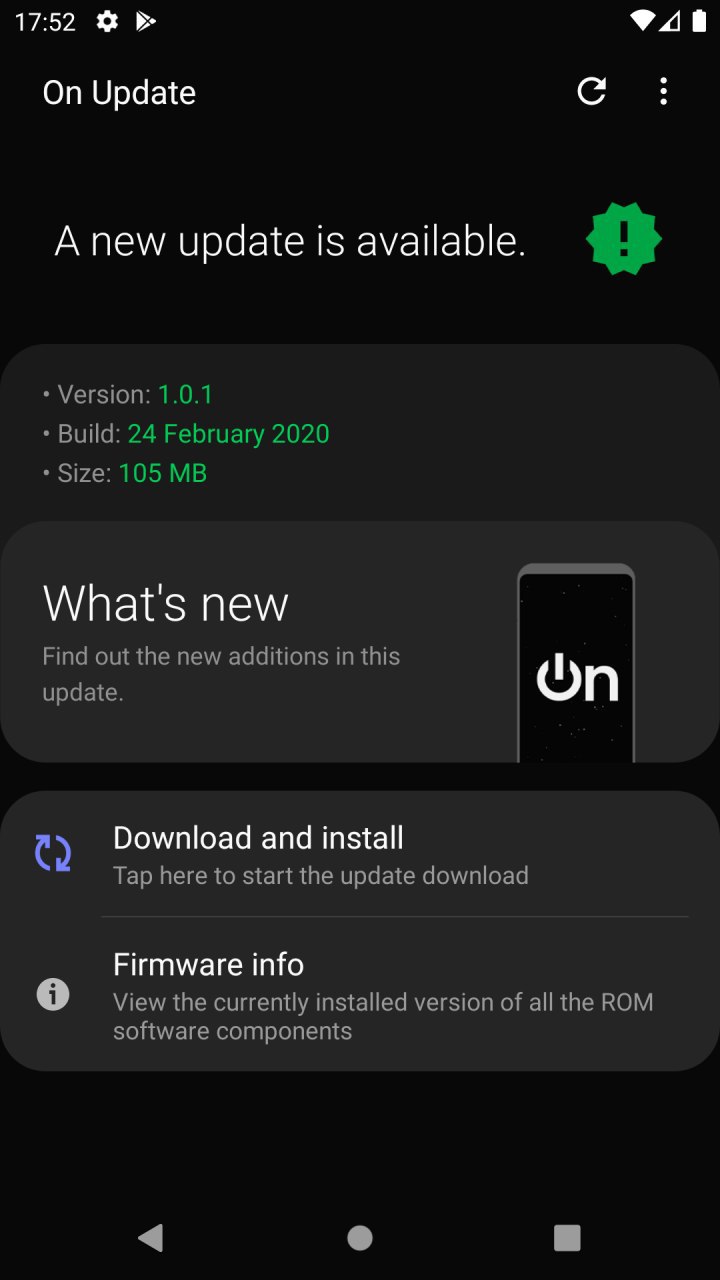 17:52
On Update
A new update is available.
• Version: 1.0.1
• Build: 24 February 2020
• Size: 105 MB
What's new
Find out the new additions in this
update.
On
Download and install
Tap here to start the update download
Firmware info
View the currently installed version of all the ROM
software components